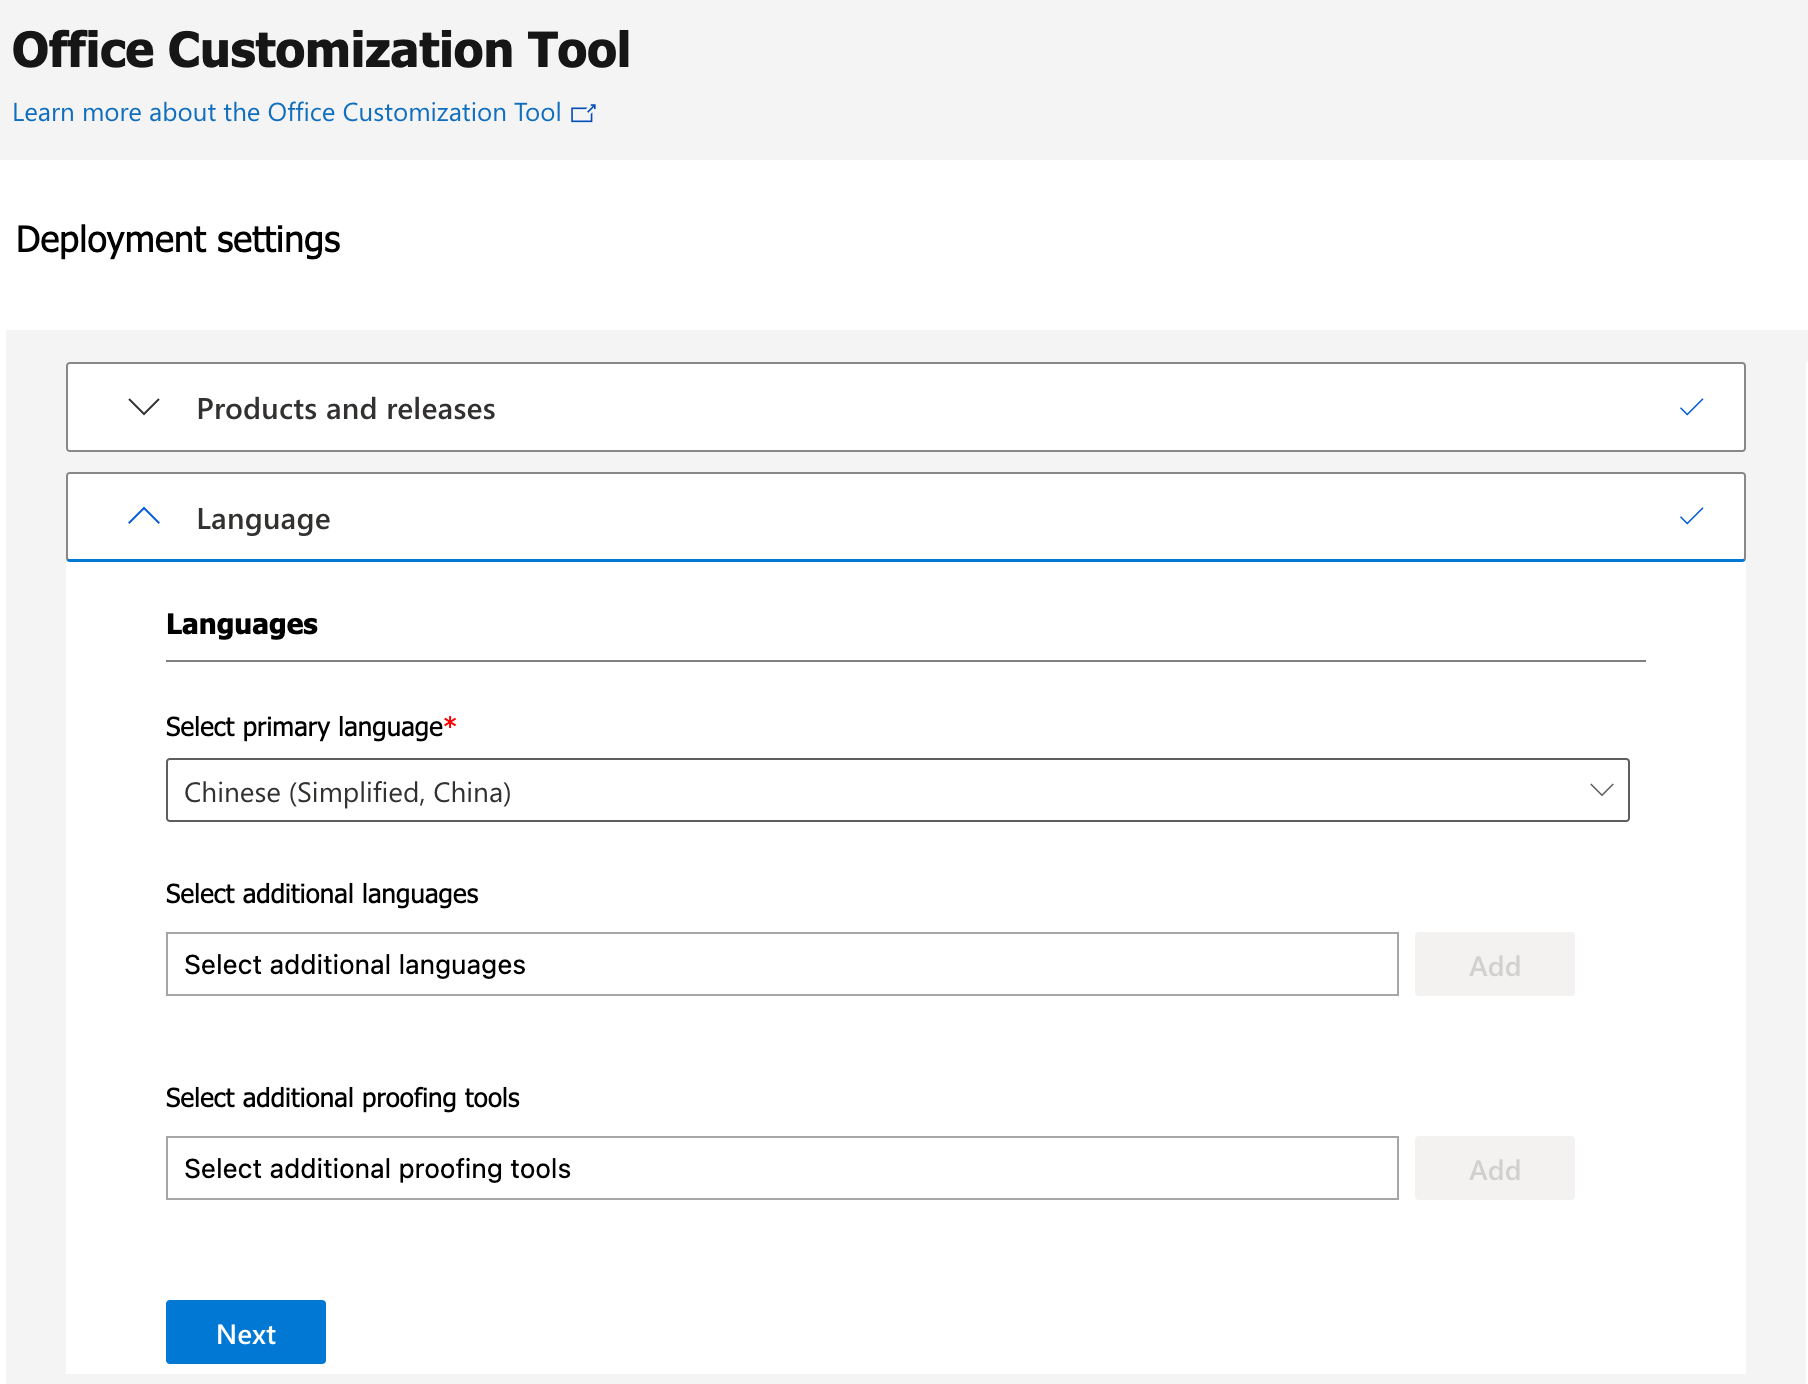 Office Customization Tool
Learn more about the Office Customization Tool
Deployment settings
Products and releases
Language
Languages
Select primary language*
Chinese (Simplified, China)
Select additional languages
Select additional languages
Add
Select additional proofing tools
Select additional proofing tools
Add
Next